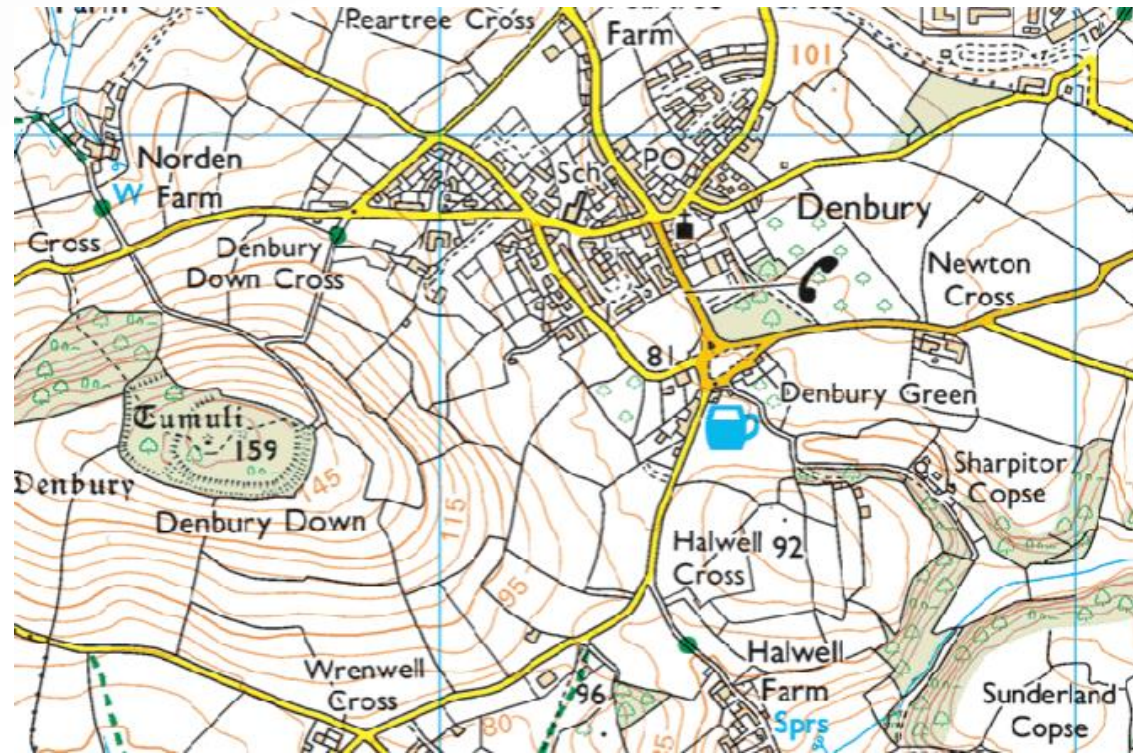 Peartree Cross
Farm
101
Norden
W Farm
PO
Sch
Denbury
Cross
Denbury
Down Cross
Newton
Cross
81
Denbury Green
Tumuli
159
145
Denbury
Denbury Down
115
Sharpitor
Copse
Halwell 92
Cross
95
Halwell
Farm
Wrenwell
Cross
96
80
Sprs
Sunderland
Copse